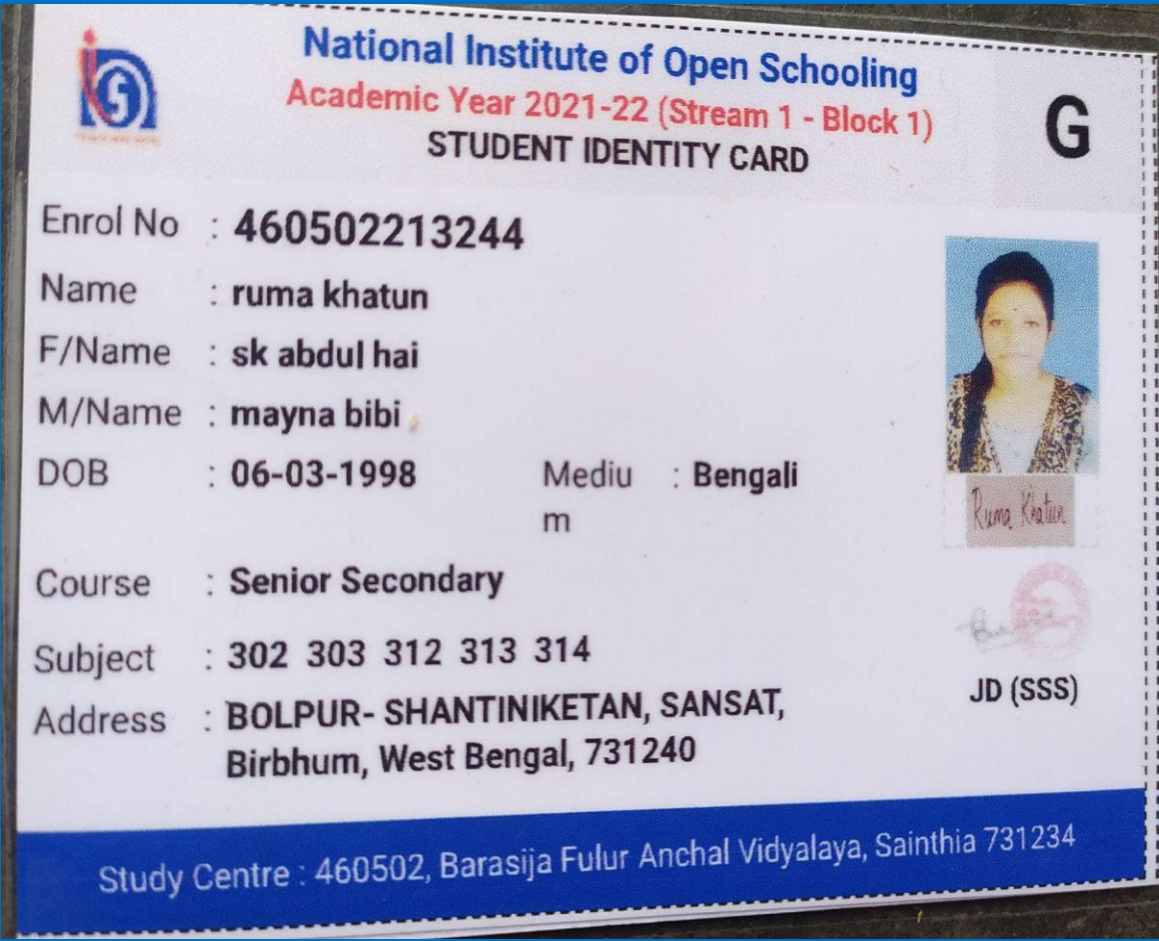 National Institute of Open Schooling
Academic Year 2021-22 (Stream 1 - Block 1)
STUDENT IDENTITY CARD
G
Enrol No : 460502213244
Name : ruma khatun
F/Name : sk abdul hai
M/Name : mayna bibi
DOB : 06-03-1998 Mediu : Bengali
m
Ruma Khatun
Course : Senior Secondary
Subject : 302 303 312 313 314
JD (SSS)
Address : BOLPUR- SHANTINIKETAN, SANSAT,
Birbhum, West Bengal, 731240
Study Centre : 460502, Barasija Fulur Anchal Vidyalaya, Sainthia 731234